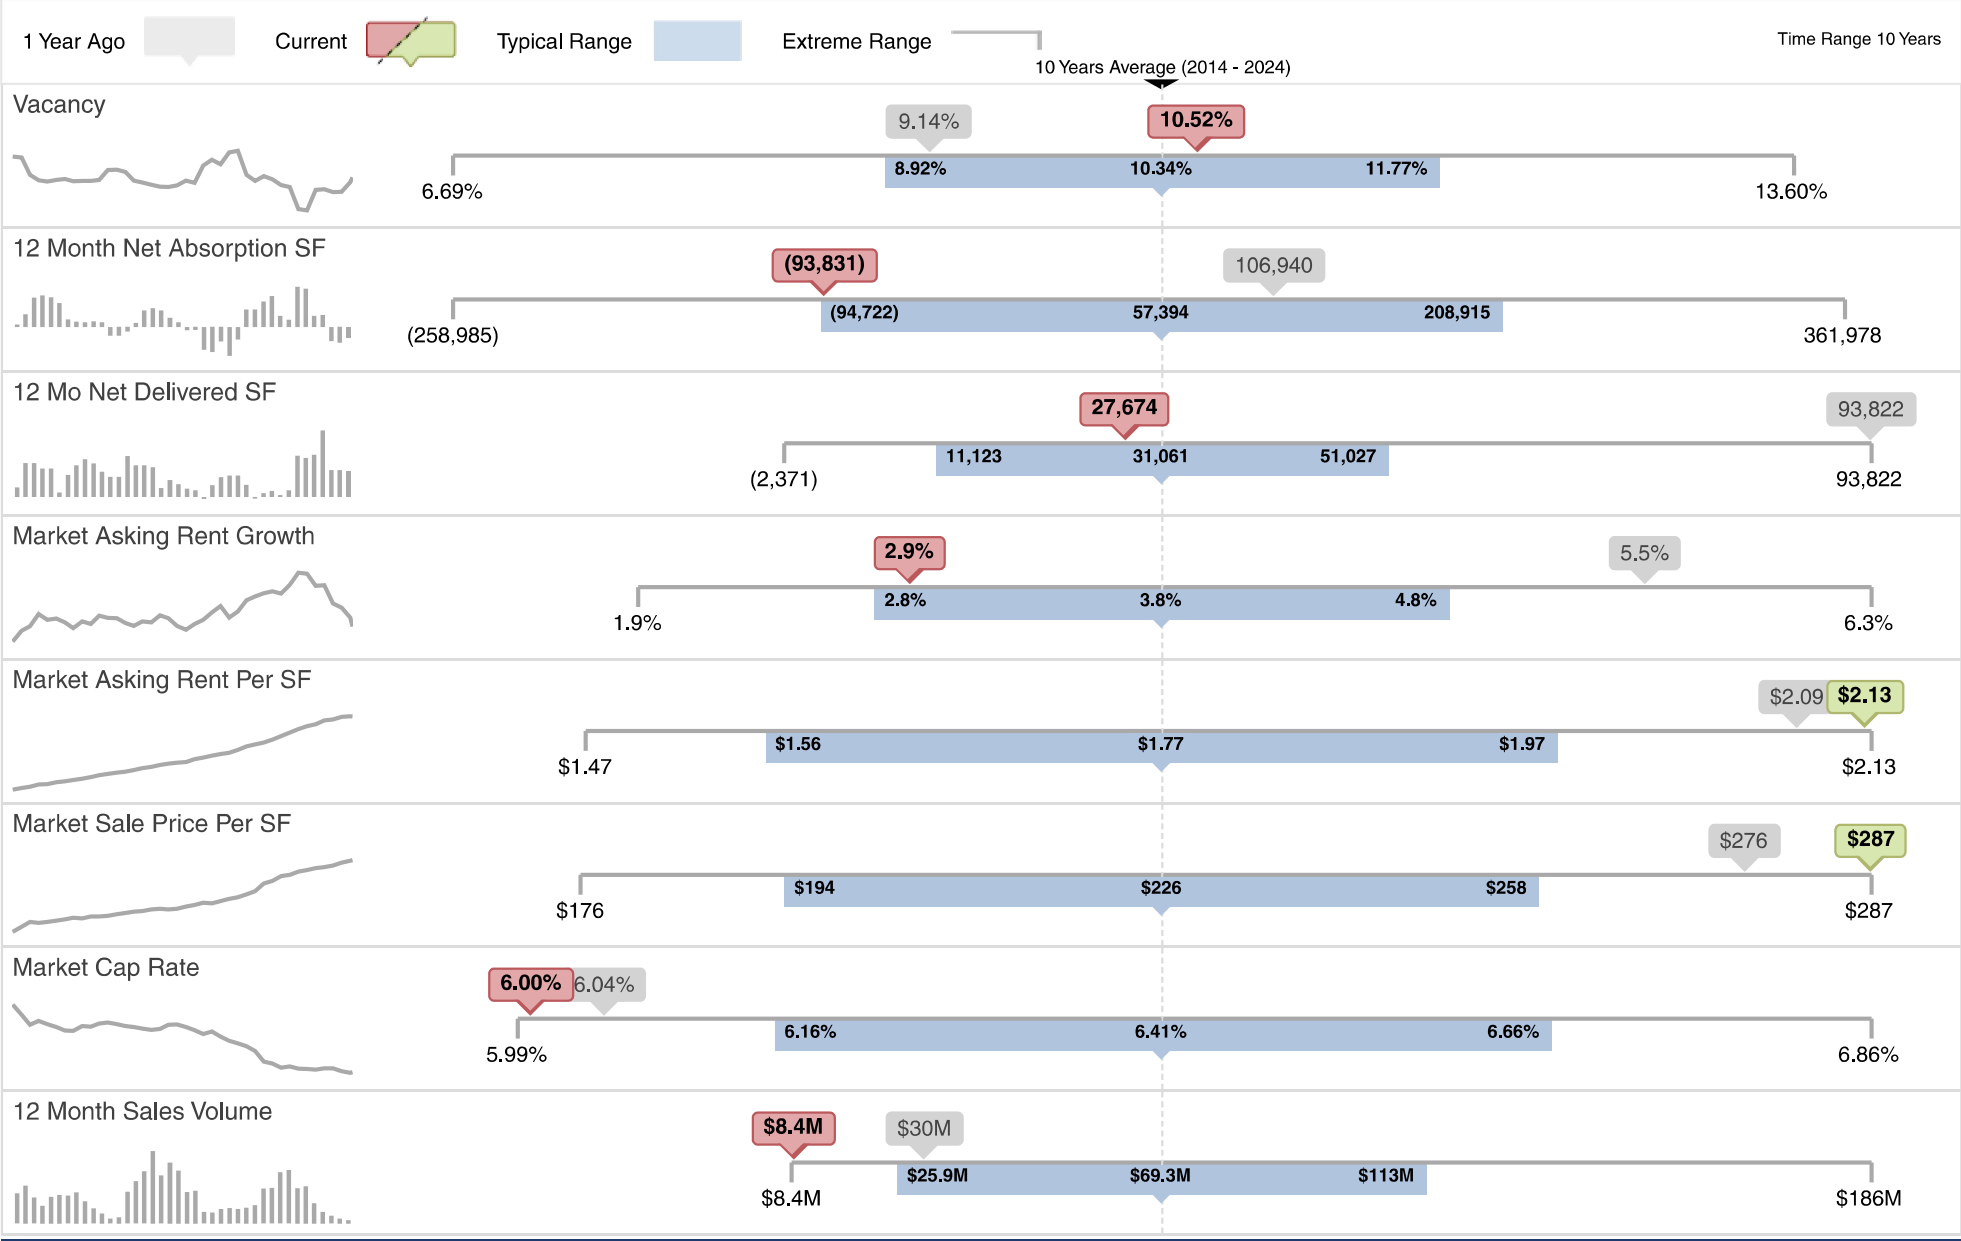 1 Year Ago
Current
Typical Range
Extreme Range
Time Range 10 Years
10 Years Average (2014 - 2024)
Vacancy
9.14%
10.52%
8.92%
10.34%
11.77%
6.69%
13.60%
12 Month Net Absorption SF
(93,831)
106,940
(94,722)
57,394
208,915
(258,985)
361,978
12 Mo Net Delivered SF
27,674
93,822
11,123
31,061
51,027
(2,371)
93,822
Market Asking Rent Growth
2.9%
5.5%
2.8%
3.8%
4.8%
1.9%
6.3%
Market Asking Rent Per SF
$2.09
$2.13
$1.56
$1.77
$1.97
$1.47
$2.13
Market Sale Price Per SF
$276
$287
$194
$226
$258
$176
$287
Market Cap Rate
6.00%
6.04%
6.16%
6.41%
6.66%
5.99%
6.86%
12 Month Sales Volume
$8.4M
$30M
$25.9M
$69.3M
$113M
$8.4M
$186M